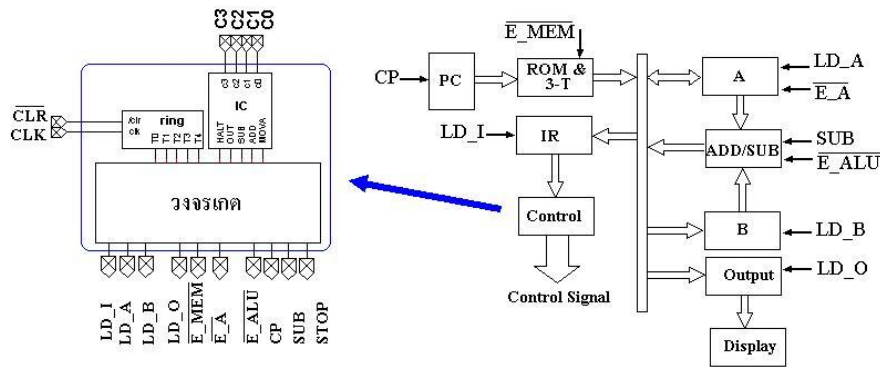 C3
C2
C1
C0
C3
C2
C1
C0
IC
HALT
OUT
SUB
ADD
MOVA
CLR
CLK
/clr
clk
ring
T0
T1
T2
T3
T4
วงจรเกต
LD_I
LD_A
LD_B
LD_O
E_MEM
E_A
E_ALU
CP
SUB
STOP
E_MEM
CP
PC
ROM &
3-T
LD_I
IR
Control
Control Signal
A
LD_A
E_A
ADD/SUB
SUB
E_ALU
B
LD_B
Output
LD_O
Display